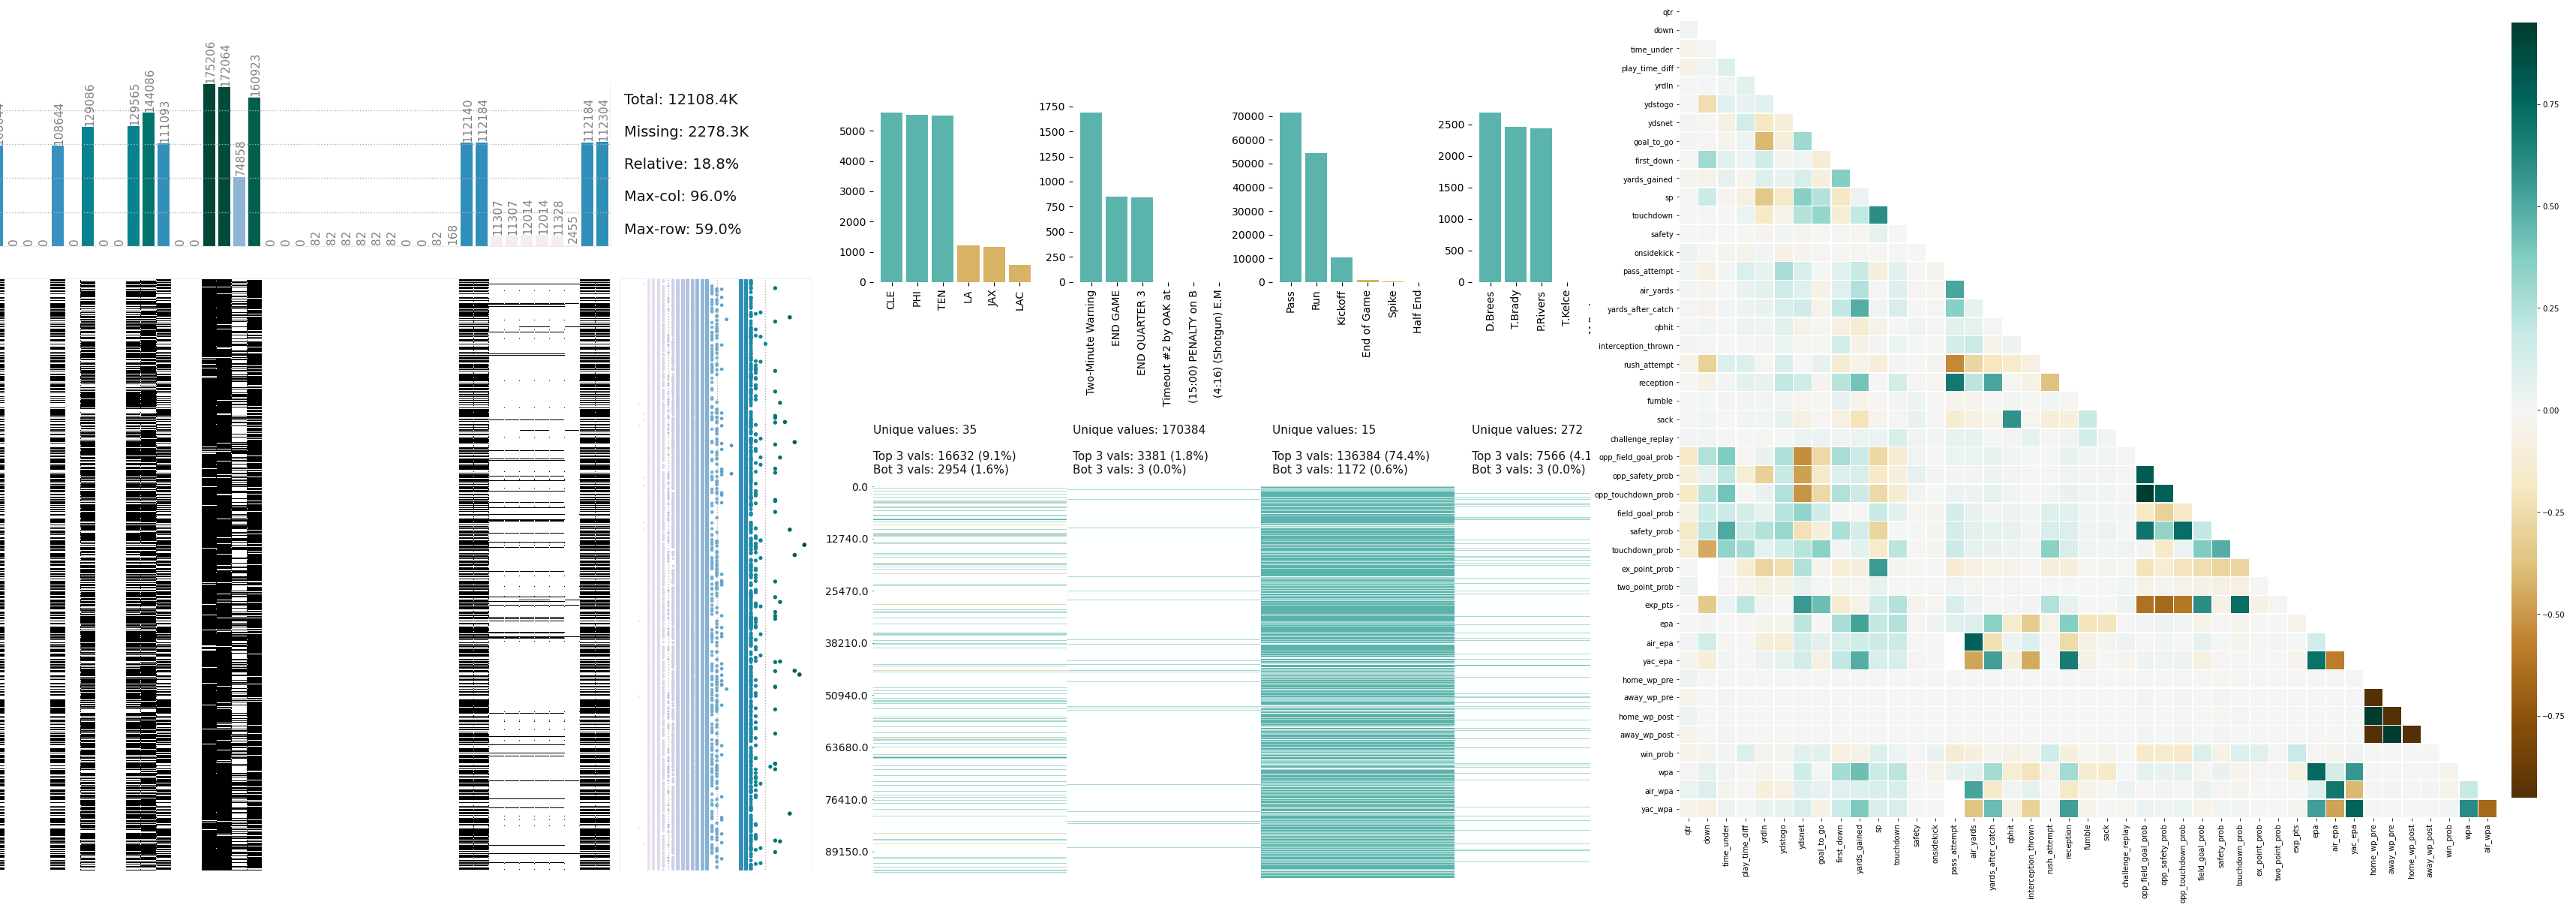 108644
129086
129565
144086
111093
175206
172064
74858
160923
0
0
0
0
0
0
0
0
0
0
0
0
82
82
82
82
82
82
0
0
82
168
112140
112184
11307
11307
12014
12014
11328
2455
112184
112304
Total: 12108.4K
Missing: 2278.3K
Relative: 18.8%
Max-col: 96.0%
Max-row: 59.0%
5000
4000
3000
2000
1000
0
CLE
PHI
TEN
LA
JAX
LAC
1750
1500
1250
1000
750
500
250
0
Two-Minute Warning
END GAME
END QUARTER 3
Timeout #2 by OAK at
(15:00) PENALTY on B
(4:16) (Shotgun) E.M
70000
60000
50000
40000
30000
20000
10000
0
Pass
Run
Kickoff
End of Game
Spike
Half End
2500
2000
1500
1000
500
0
D.Brees
T.Brady
P.Rivers
T.Kelce
Unique values: 35
Top 3 vals: 16632 (9.1%)
Bot 3 vals: 2954 (1.6%)
Unique values: 170384
Top 3 vals: 3381 (1.8%)
Bot 3 vals: 3 (0.0%)
Unique values: 15
Top 3 vals: 136384 (74.4%)
Bot 3 vals: 1172 (0.6%)
Unique values: 272
Top 3 vals: 7566 (4.1
Bot 3 vals: 3 (0.0%)
0.0
12740.0
25470.0
38210.0
50940.0
63680.0
76410.0
89150.0
qtr
down
time_under
play_time_diff
yrdln
ydstogo
ydsnet
goal_to_go
first_down
yards_gained
sp
touchdown
safety
onsidekick
pass_attempt
air_yards
yards_after_catch
qbhit
interception_thrown
rush_attempt
reception
fumble
sack
challenge_replay
opp_field_goal_prob
opp_safety_prob
opp_touchdown_prob
field_goal_prob
safety_prob
touchdown_prob
ex_point_prob
two_point_prob
exp_pts
epa
air_epa
yac_epa
home_wp_pre
away_wp_pre
home_wp_post
away_wp_post
win_prob
wpa
air_wpa
yac_wpa
qtr
down
time_under
play_time_diff
yrdln
ydstogo
ydsnet
goal_to_go
first_down
yards_gained
sp
touchdown
safety
onsidekick
pass_attempt
air_yards
yards_after_catch
qbhit
interception_thrown
rush_attempt
reception
fumble
sack
challenge_replay
opp_field_goal_prob
opp_safety_prob
opp_touchdown_prob
field_goal_prob
safety_prob
touchdown_prob
ex_point_prob
two_point_prob
exp_pts
epa
air_epa
yac_epa
home_wp_pre
away_wp_pre
home_wp_post
away_wp_post
win_prob
wpa
air_wpa
0.75
0.50
0.25
0.00
−0.25
−0.50
−0.75